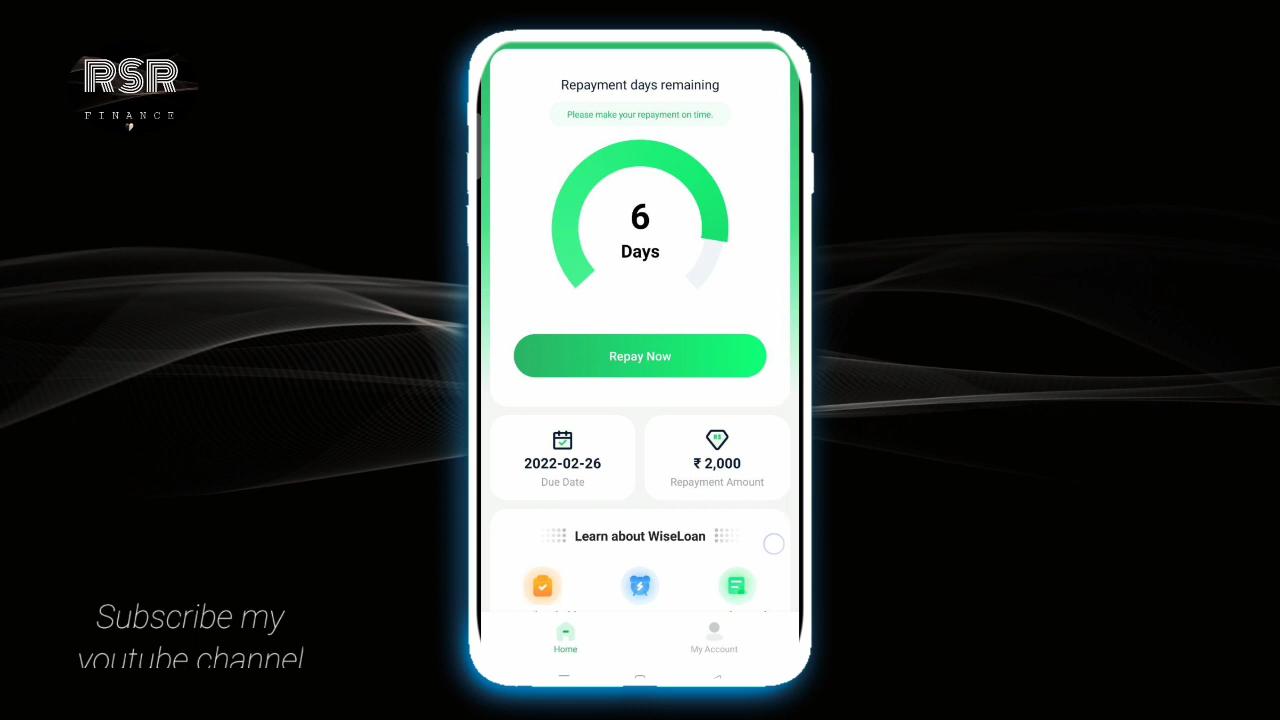 RSR
FINANCE
Repayment days remaining
Please make your repayment on time.
6
Days
Repay Now
2022-02-26
Due Date
₹ 2,000
Repayment Amount
Learn about WiseLoan
Home
My Account
Subscribe my
youtube channel